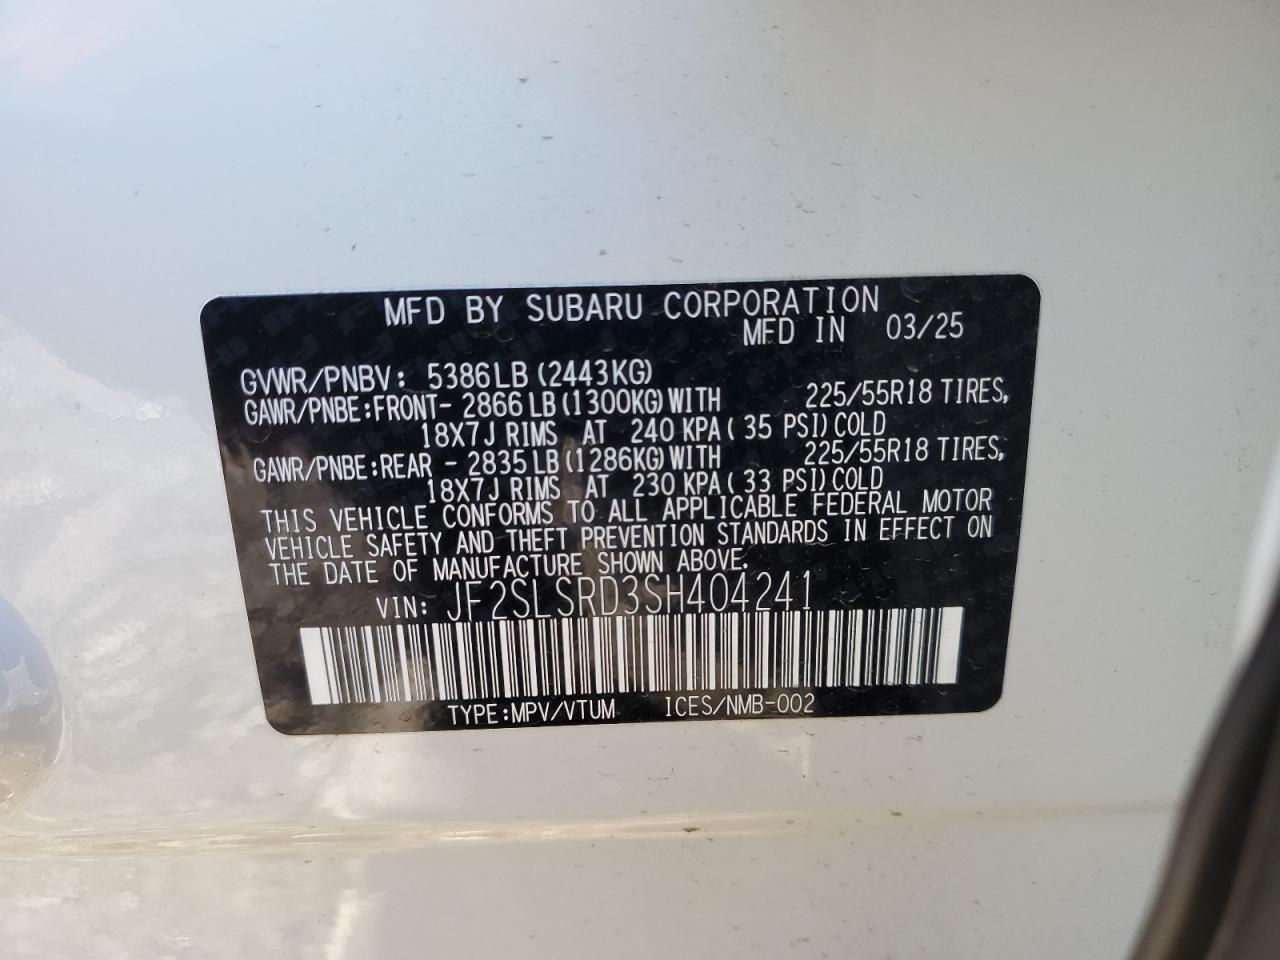 MFD BY SUBARU CORPORATION
MFD IN 03/25
GVWR/PNBV: 5386LB (2443KG)
GAWR/PNBE:FRONT- 2866 LB (1300KG) WITH 225/55R18 TIRES,
18X7J RIMS AT 240 KPA ( 35 PSI) COLD
GAWR/PNBE:REAR - 2835 LB (1286KG) WITH 225/55R18 TIRES,
18X7J RIMS AT 230 KPA ( 33 PSI) COLD
THIS VEHICLE CONFORMS TO ALL APPLICABLE FEDERAL MOTOR
VEHICLE SAFETY AND THEFT PREVENTION STANDARDS IN EFFECT ON
THE DATE OF MANUFACTURE SHOWN ABOVE.
VIN: JF2SLSRD3SH404241
TYPE:MPV/VTUM ICES/NMB-002